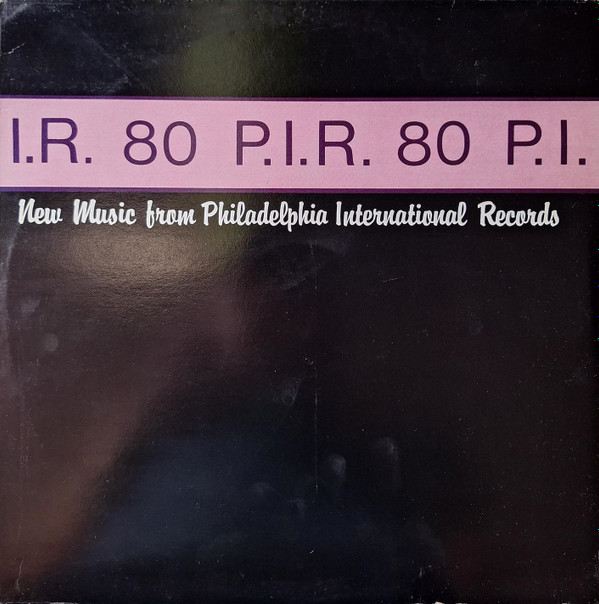 I.R. 80 P.I.R. 80 P.I.
New Music from Philadelphia International Records